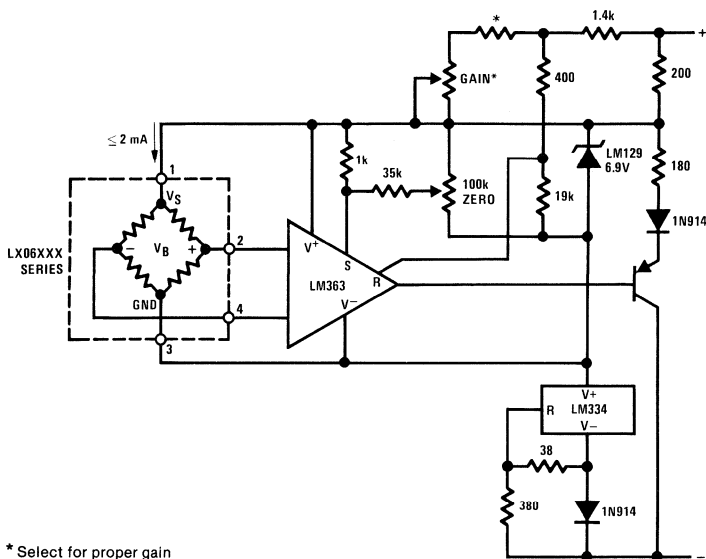 *
1.4k
+
GAIN*
400
200
≤ 2 mA
1k
LM129
6.9V
35k
100k
ZERO
19k
180
1
VS
1N914
LX06XXX
SERIES
−
VB
+
2
V+
S
R
LM363
V−
GND
4
3
V+
R
LM334
V−
38
380
1N914
−
* Select for proper gain